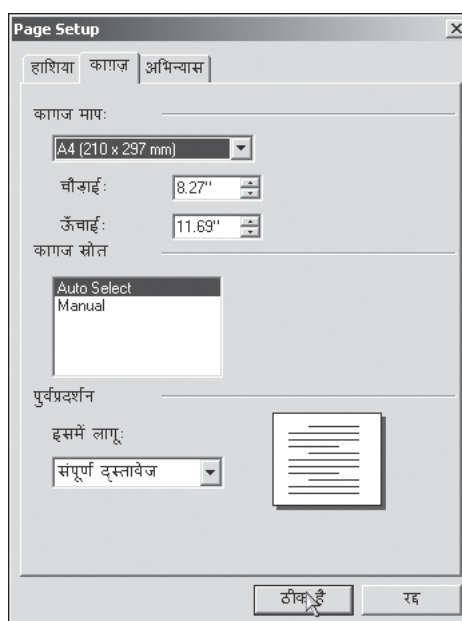 Page Setup
हाशिया कागज़ अभिन्यास
कागज माप:
A4 (210 x 297 mm)
चौड़ाई: 8.27"
ऊँचाई: 11.69"
कागज स्रोत
Auto Select
Manual
पुर्वप्रदर्शन
इसमें लागू:
संपूर्ण दस्तावेज
ठीक है रद्द